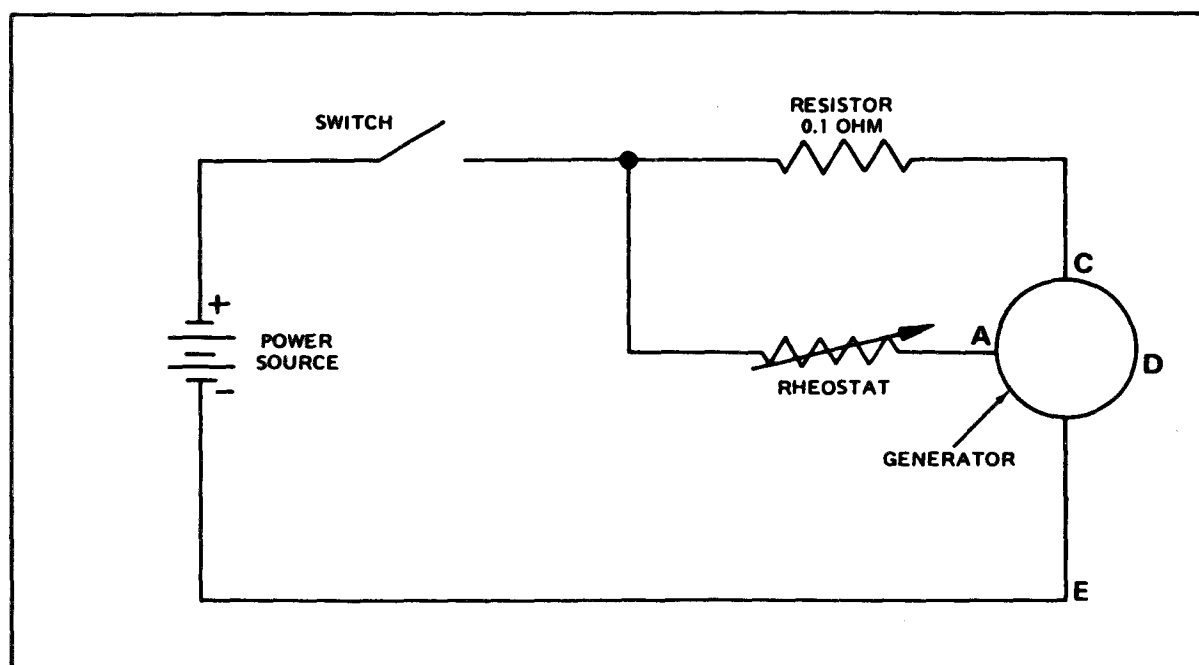 SWITCH
RESISTOR
0.1 OHM
C
+
POWER
SOURCE
-
A
D
RHEOSTAT
GENERATOR
E